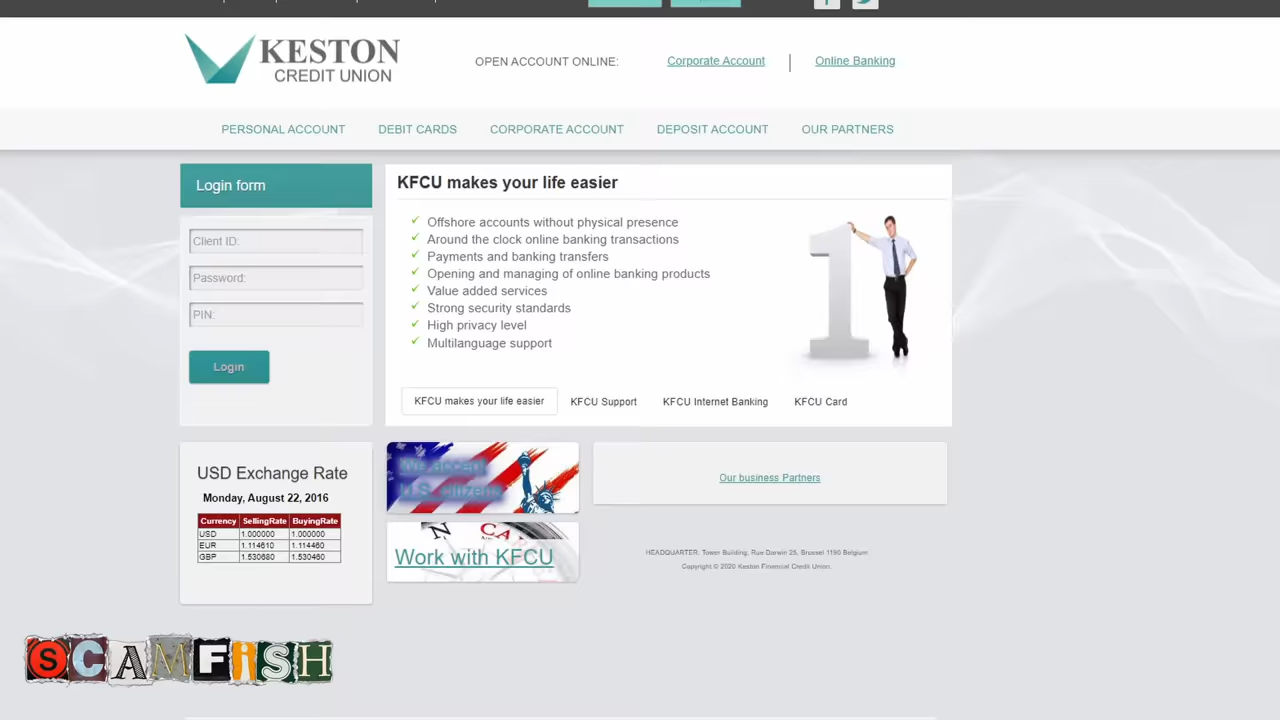 KESTON
CREDIT UNION
OPEN ACCOUNT ONLINE:
Corporate Account
Online Banking
PERSONAL ACCOUNT
DEBIT CARDS
CORPORATE ACCOUNT
DEPOSIT ACCOUNT
OUR PARTNERS
Login form
Client ID:
Password:
PIN:
Login
KFCU makes your life easier
Offshore accounts without physical presence
Around the clock online banking transactions
Payments and banking transfers
Opening and managing of online banking products
Value added services
Strong security standards
High privacy level
Multilanguage support
1
KFCU makes your life easier
KFCU Support
KFCU Internet Banking
KFCU Card
USD Exchange Rate
Monday, August 22, 2016
Currency SellingRate BuyingRate
USD 1.000000 1.000000
EUR 1.114610 1.114460
GBP 1.530680 1.530460
We accept
U.S. citizens
N
Work with KFCU
Our business Partners
HEADQUARTER: Tower Building, Rue Darwin 25, Brussel 1190 Belgium
Copyright © 2020 Keston Financial Credit Union.
SCAMFISH